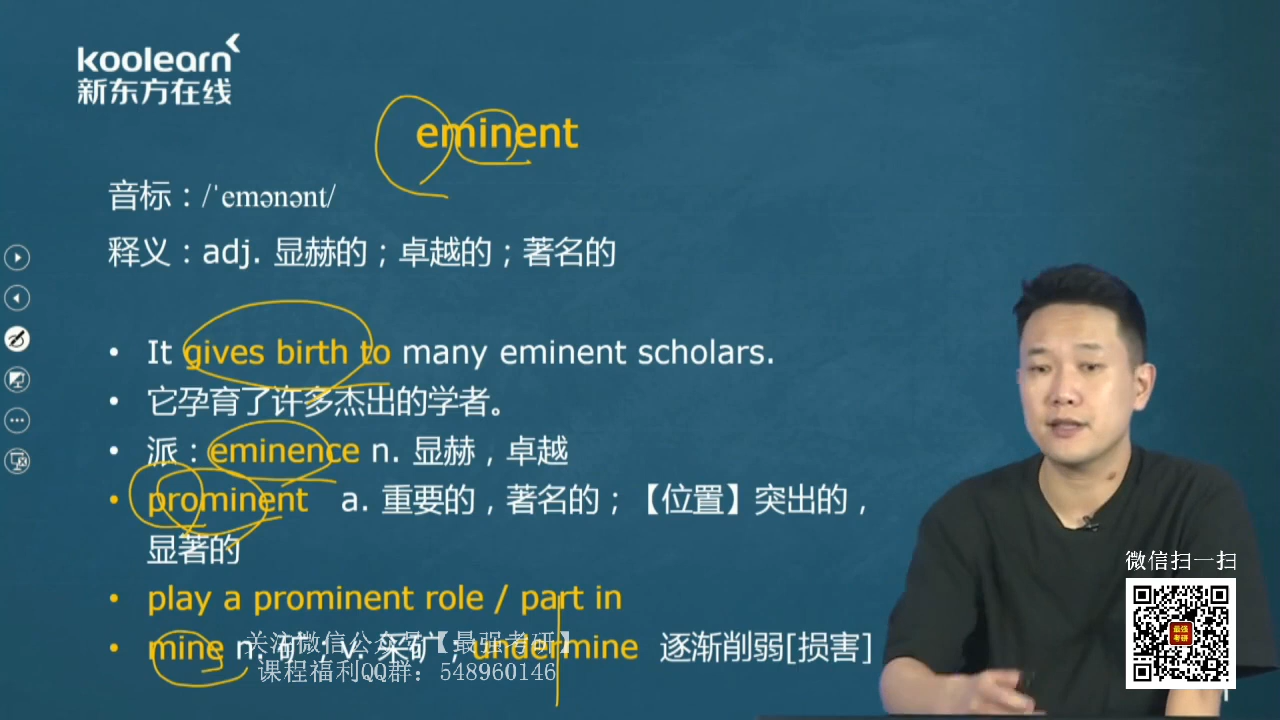 koolearn
新东方在线
eminent
音标：/ˈemənənt/
释义：adj. 显赫的；卓越的；著名的
• It gives birth to many eminent scholars.
• 它孕育了许多杰出的学者。
• 派：eminence n. 显赫，卓越
• prominent a. 重要的，著名的；【位置】突出的，
显著的
• play a prominent role / part in
• mine n. 矿；v. 采矿；undermine 逐渐削弱[损害]
关注微信公众号【最强考研】
课程福利QQ群：548960146
微信扫一扫
最强
考研